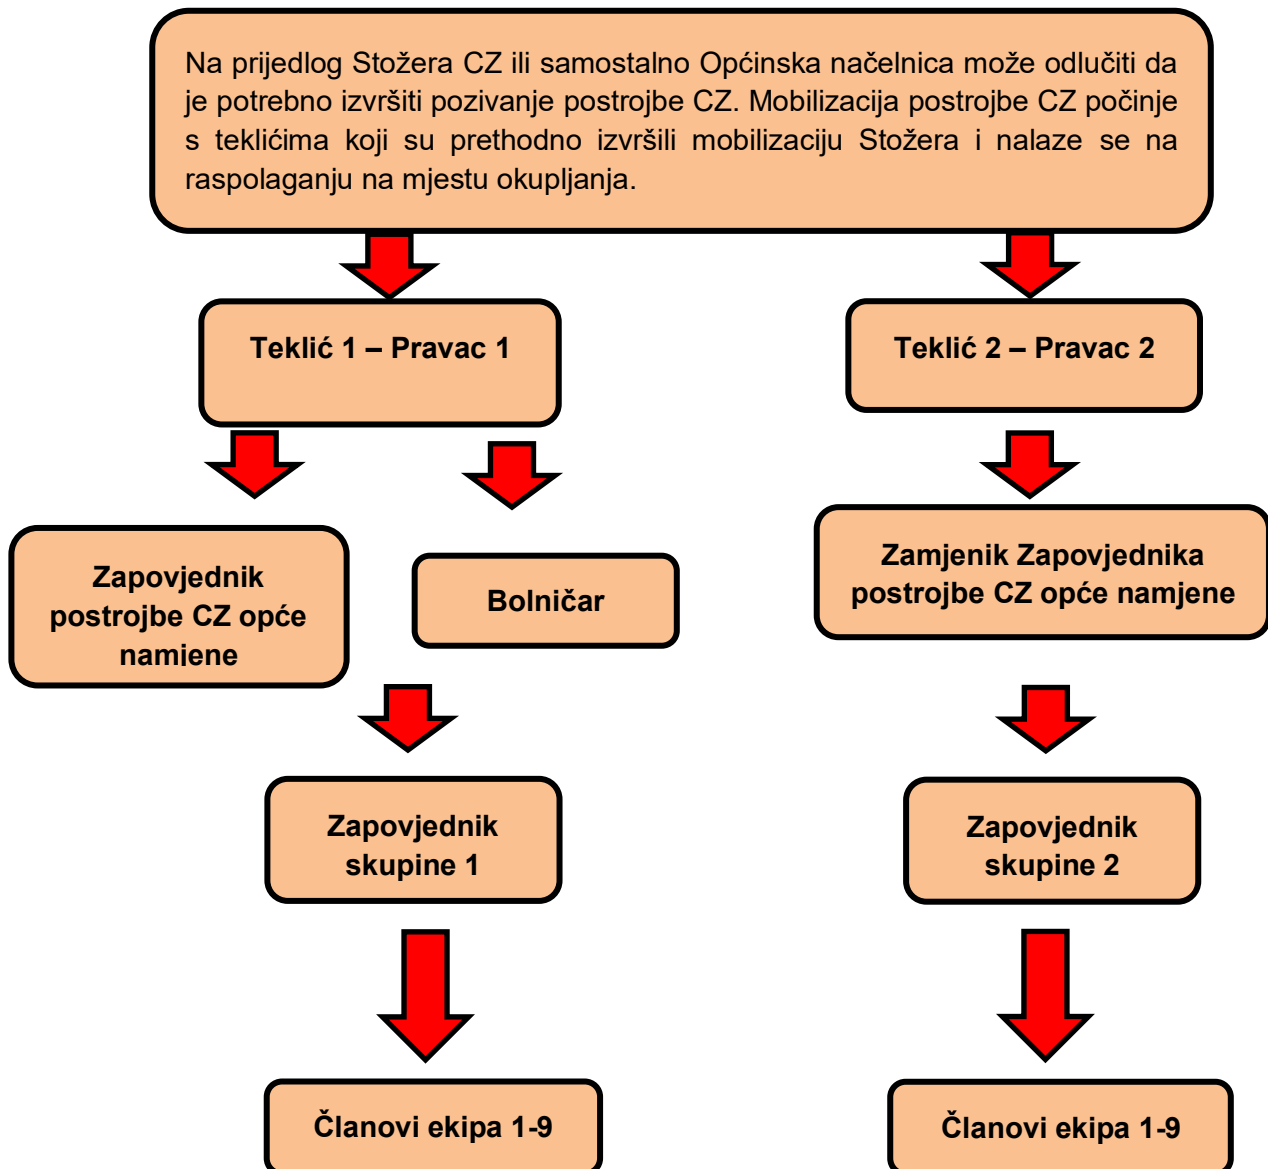 Na prijedlog Stožera CZ ili samostalno Općinska načelnica može odlučiti da
je potrebno izvršiti pozivanje postrojbe CZ. Mobilizacija postrojbe CZ počinje
s teklićima koji su prethodno izvršili mobilizaciju Stožera i nalaze se na
raspolaganju na mjestu okupljanja.
Teklić 1 – Pravac 1
Teklić 2 – Pravac 2
Zapovjednik
postrojbe CZ opće
namjene
Bolničar
Zamjenik Zapovjednika
postrojbe CZ opće namjene
Zapovjednik
skupine 1
Zapovjednik
skupine 2
Članovi ekipa 1-9
Članovi ekipa 1-9